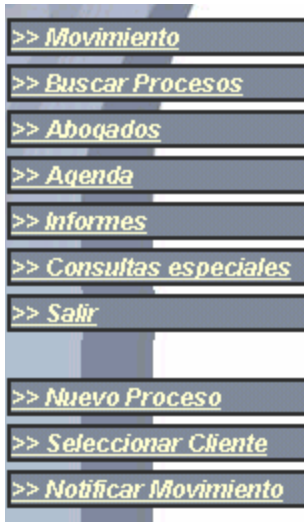 >> Movimiento
>> Buscar Procesos
>> Abogados
>> Agenda
>> Informes
>> Consultas especiales
>> Salir
>> Nuevo Proceso
>> Seleccionar Cliente
>> Notificar Movimiento